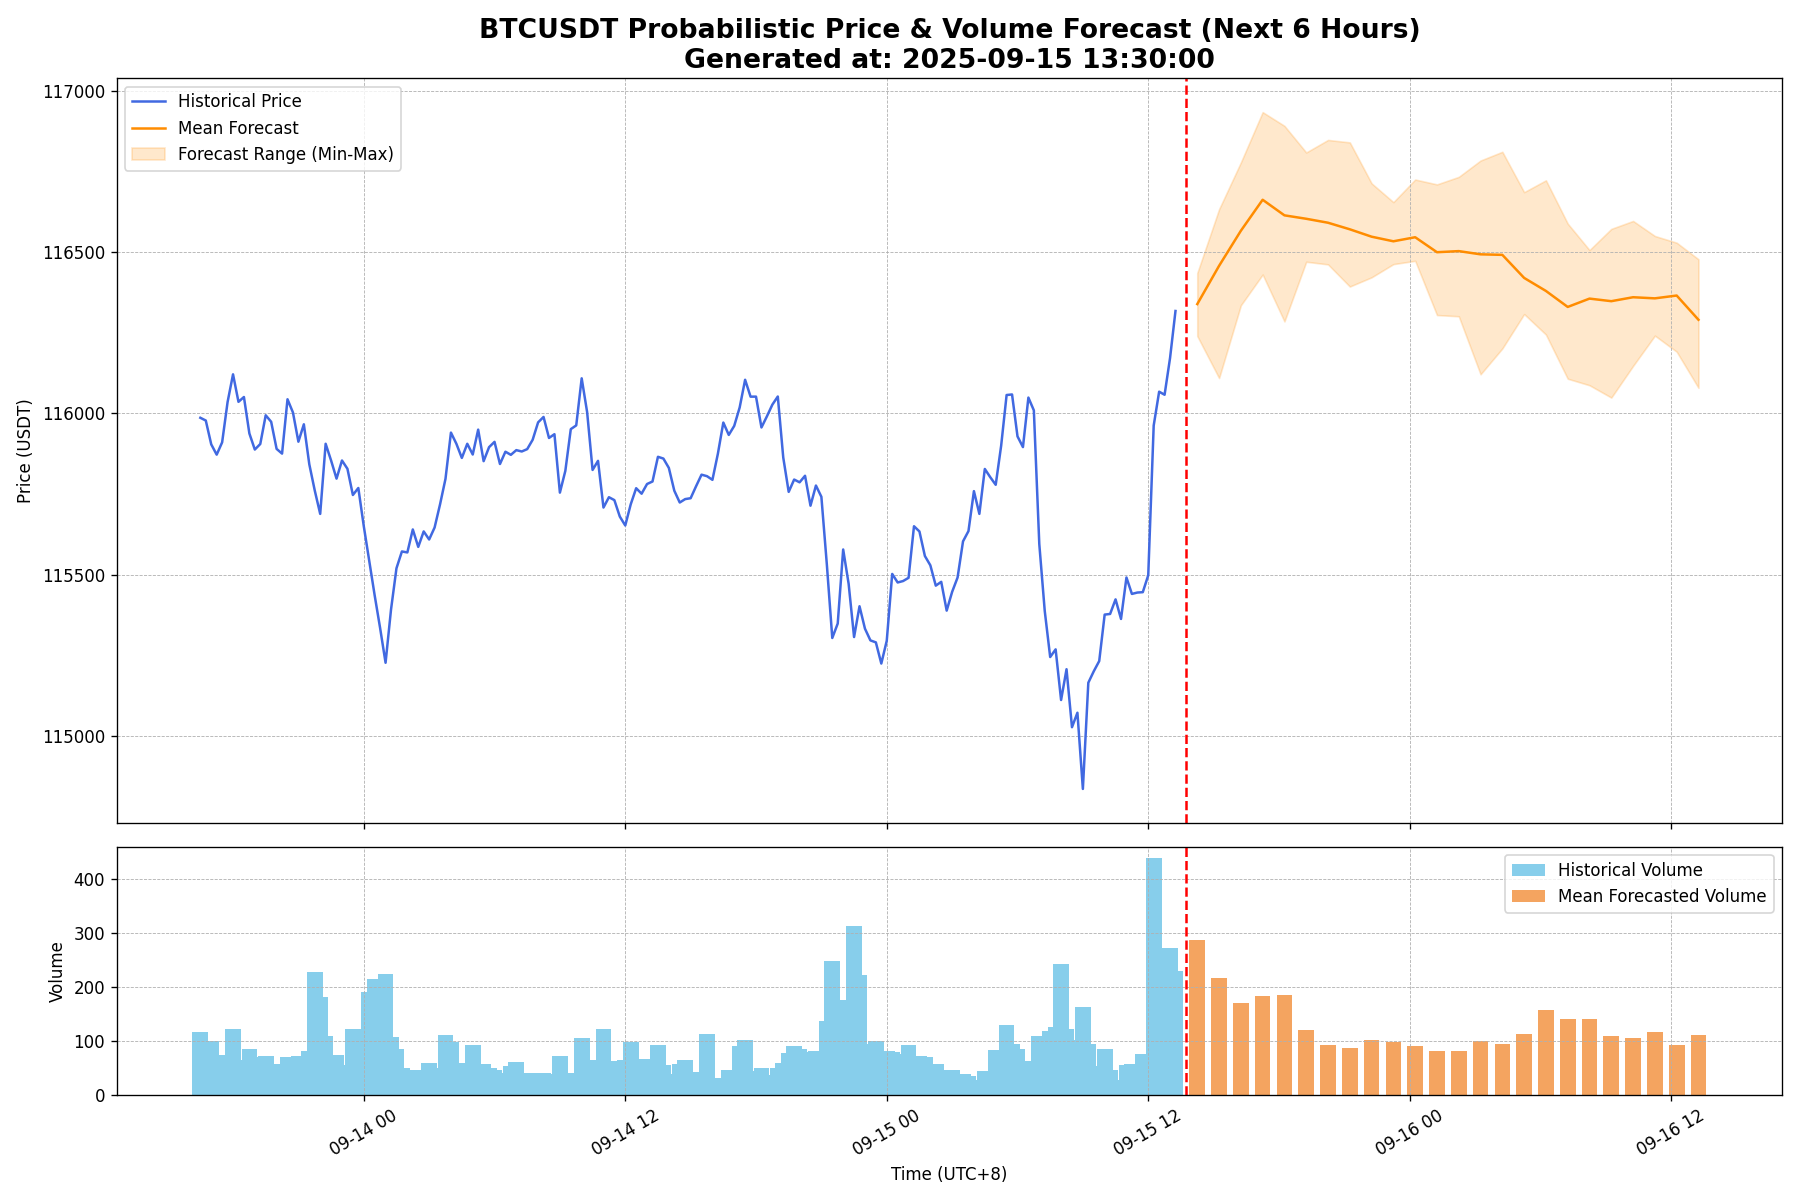 BTCUSDT Probabilistic Price & Volume Forecast (Next 6 Hours)
Generated at: 2025-09-15 13:30:00
Historical Price
Mean Forecast
Forecast Range (Min-Max)
117000
116500
116000
115500
115000
Price (USDT)
Historical Volume
Mean Forecasted Volume
400
300
200
100
0
Volume
09-14 00
09-14 12
09-15 00
09-15 12
09-16 00
09-16 12
Time (UTC+8)